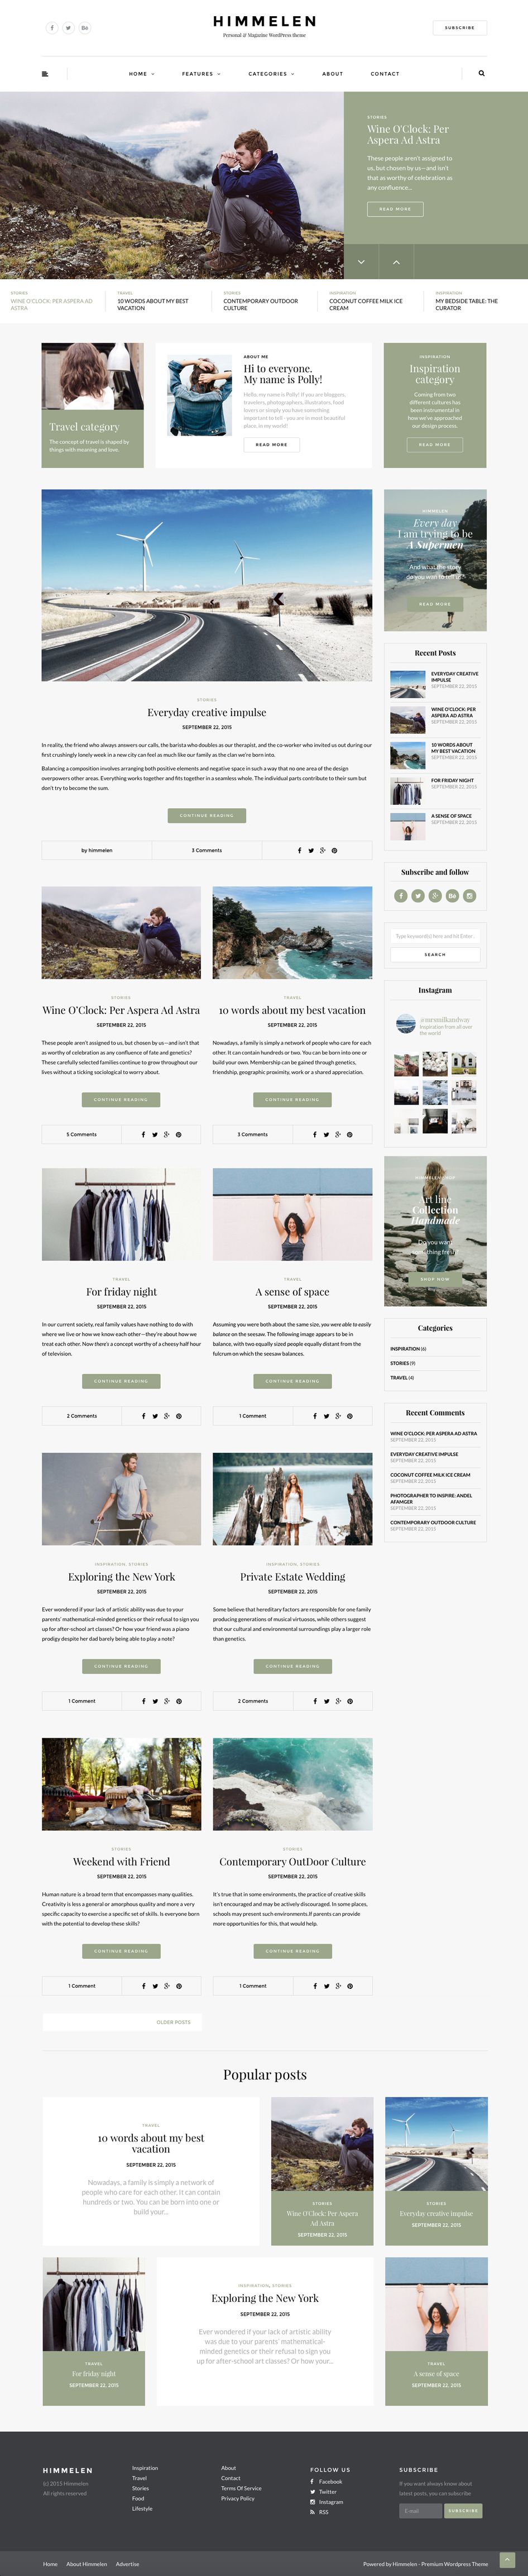 HIMMELEN
Personal & Magazine WordPress theme
SUBSCRIBE
HOME
FEATURES
CATEGORIES
ABOUT
CONTACT
STORIES
Wine O'Clock: Per
Aspera Ad Astra
These people aren't assigned to
us, but chosen by us—and isn't
that as worthy of celebration as
any confluence...
READ MORE
STORIES
WINE O'CLOCK: PER ASPERA AD
ASTRA
TRAVEL
10 WORDS ABOUT MY BEST
VACATION
STORIES
CONTEMPORARY OUTDOOR
CULTURE
INSPIRATION
COCONUT COFFEE MILK ICE
CREAM
INSPIRATION
MY BEDSIDE TABLE: THE
CURATOR
Travel category
The concept of travel is shaped by
things with meaning and love.
ABOUT ME
Hi to everyone.
My name is Polly!
Hello, my name is Polly! If you are bloggers,
travelers, photographers, illustrators, food
lovers or simply you have something
important to tell - you are in most beautiful
place, in my world!
READ MORE
INSPIRATION
Inspiration
category
Coming from two
different cultures has
been instrumental in
how we've approached
our design process.
READ MORE
STORIES
Everyday creative impulse
SEPTEMBER 22, 2015
In reality, the friend who always answers our calls, the barista who doubles as our therapist, and the co-worker who invited us out during our
first crushingly lonely week in a new city can feel as much like our family as the clan we're born into.
Balancing a composition involves arranging both positive elements and negative space in such a way that no one area of the design
overpowers other areas. Everything works together and fits together in a seamless whole. The individual parts contribute to their sum but
don't try to become the sum.
CONTINUE READING
by himmelen
3 Comments
HIMMELEN
Every day
I am trying to be
A Supermen
And what the story
do you want to tell us?
READ MORE
Recent Posts
EVERYDAY CREATIVE
IMPULSE
SEPTEMBER 22, 2015
WINE O'CLOCK: PER
ASPERA AD ASTRA
SEPTEMBER 22, 2015
10 WORDS ABOUT
MY BEST VACATION
SEPTEMBER 22, 2015
FOR FRIDAY NIGHT
SEPTEMBER 22, 2015
A SENSE OF SPACE
SEPTEMBER 22, 2015
Subscribe and follow
Type keyword(s) here and hit Enter
SEARCH
Instagram
@mrsmilkandway
Inspiration from all over
the world
Art line
Collection
Handmade
Do you want
something fresh?
SHOP NOW
Categories
INSPIRATION (6)
STORIES (9)
TRAVEL (4)
Recent Comments
WINE O'CLOCK: PER ASPERA AD ASTRA
SEPTEMBER 22, 2015
EVERYDAY CREATIVE IMPULSE
SEPTEMBER 22, 2015
COCONUT COFFEE MILK ICE CREAM
SEPTEMBER 22, 2015
PHOTOGRAPHER TO INSPIRE: ANDEL
AFAMGER
SEPTEMBER 22, 2015
CONTEMPORARY OUTDOOR CULTURE
SEPTEMBER 22, 2015
STORIES
Wine O'Clock: Per Aspera Ad Astra
SEPTEMBER 22, 2015
These people aren't assigned to us, but chosen by us—and isn't that
as worthy of celebration as any confluence of fate and genetics?
These carefully selected families continue to grow throughout our
lives without a ticking sociological to worry about.
CONTINUE READING
5 Comments
TRAVEL
10 words about my best vacation
SEPTEMBER 22, 2015
Nowadays, a family is simply a network of people who care for each
other. It can contain hundreds or two. You can be born into one or
build your own. Membership can be gained through genetics,
friendship, geographic proximity, work or a shared appreciation.
CONTINUE READING
3 Comments
TRAVEL
For friday night
SEPTEMBER 22, 2015
In our current society, real family values have nothing to do with
where we live or how we know each other—they're about how we
treat each other. Now there's a concept worthy of a cheesy half hour
of television.
CONTINUE READING
2 Comments
TRAVEL
A sense of space
SEPTEMBER 22, 2015
Assuming you were both about the same size, you were able to easily
balance on the seesaw. The following image appears to be in
balance, with two equally sized people equally distant from the
fulcrum on which the seesaw balances.
CONTINUE READING
1 Comment
INSPIRATION, STORIES
Exploring the New York
SEPTEMBER 22, 2015
Ever wondered if your lack of artistic ability was due to your
parents' mathematical-minded genetics or their refusal to sign you
up for after-school art classes? Or how your friend was a piano
prodigy despite her dad barely being able to play a note?
CONTINUE READING
1 Comment
INSPIRATION, STORIES
Private Estate Wedding
SEPTEMBER 22, 2015
Some believe that hereditary factors are responsible for one family
producing generations of musical virtuosos, while others suggest
that our cultural and environmental surroundings play a larger role
than genetics.
CONTINUE READING
2 Comments
STORIES
Weekend with Friend
SEPTEMBER 22, 2015
Human nature is a broad term that encompasses many qualities.
Creativity is less a general or amorphous quality and more a very
specific capacity to exercise a specific set of skills. Is everyone born
with the potential to develop these skills?
CONTINUE READING
1 Comment
STORIES
Contemporary OutDoor Culture
SEPTEMBER 22, 2015
It's true that in some environments, the practice of creative skills
isn't encouraged and may be actively discouraged. In some places,
schools may present such environments.If parents can provide
more opportunities for this, that would help.
CONTINUE READING
1 Comment
OLDER POSTS
Popular posts
TRAVEL
10 words about my best
vacation
SEPTEMBER 22, 2015
Nowadays, a family is simply a network of
people who care for each other. It can contain
hundreds or two. You can be born into one or
build your...
STORIES
Wine O'Clock: Per Aspera
Ad Astra
SEPTEMBER 22, 2015
STORIES
Everyday creative impulse
SEPTEMBER 22, 2015
TRAVEL
For friday night
SEPTEMBER 22, 2015
INSPIRATION, STORIES
Exploring the New York
SEPTEMBER 22, 2015
Ever wondered if your lack of artistic ability
was due to your parents' mathematical-
minded genetics or their refusal to sign you
up for after-school art classes? Or how your...
TRAVEL
A sense of space
SEPTEMBER 22, 2015
HIMMELEN
(c) 2015 Himmelen
All rights reserved
Inspiration
Travel
Stories
Food
Lifestyle
About
Contact
Terms Of Service
Privacy Policy
FOLLOW US
Facebook
Twitter
Instagram
RSS
SUBSCRIBE
If you want always know about
latest posts, you can subscribe
E-mail
SUBSCRIBE
Home
About Himmelen
Advertise
Powered by Himmelen - Premium Wordpress Theme